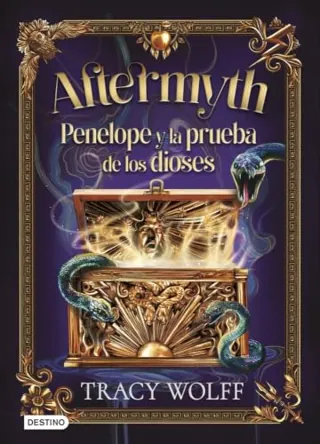 Aftermyth
Penelope y la prueba
de los dioses
TRACY WOLFF
DESTINO